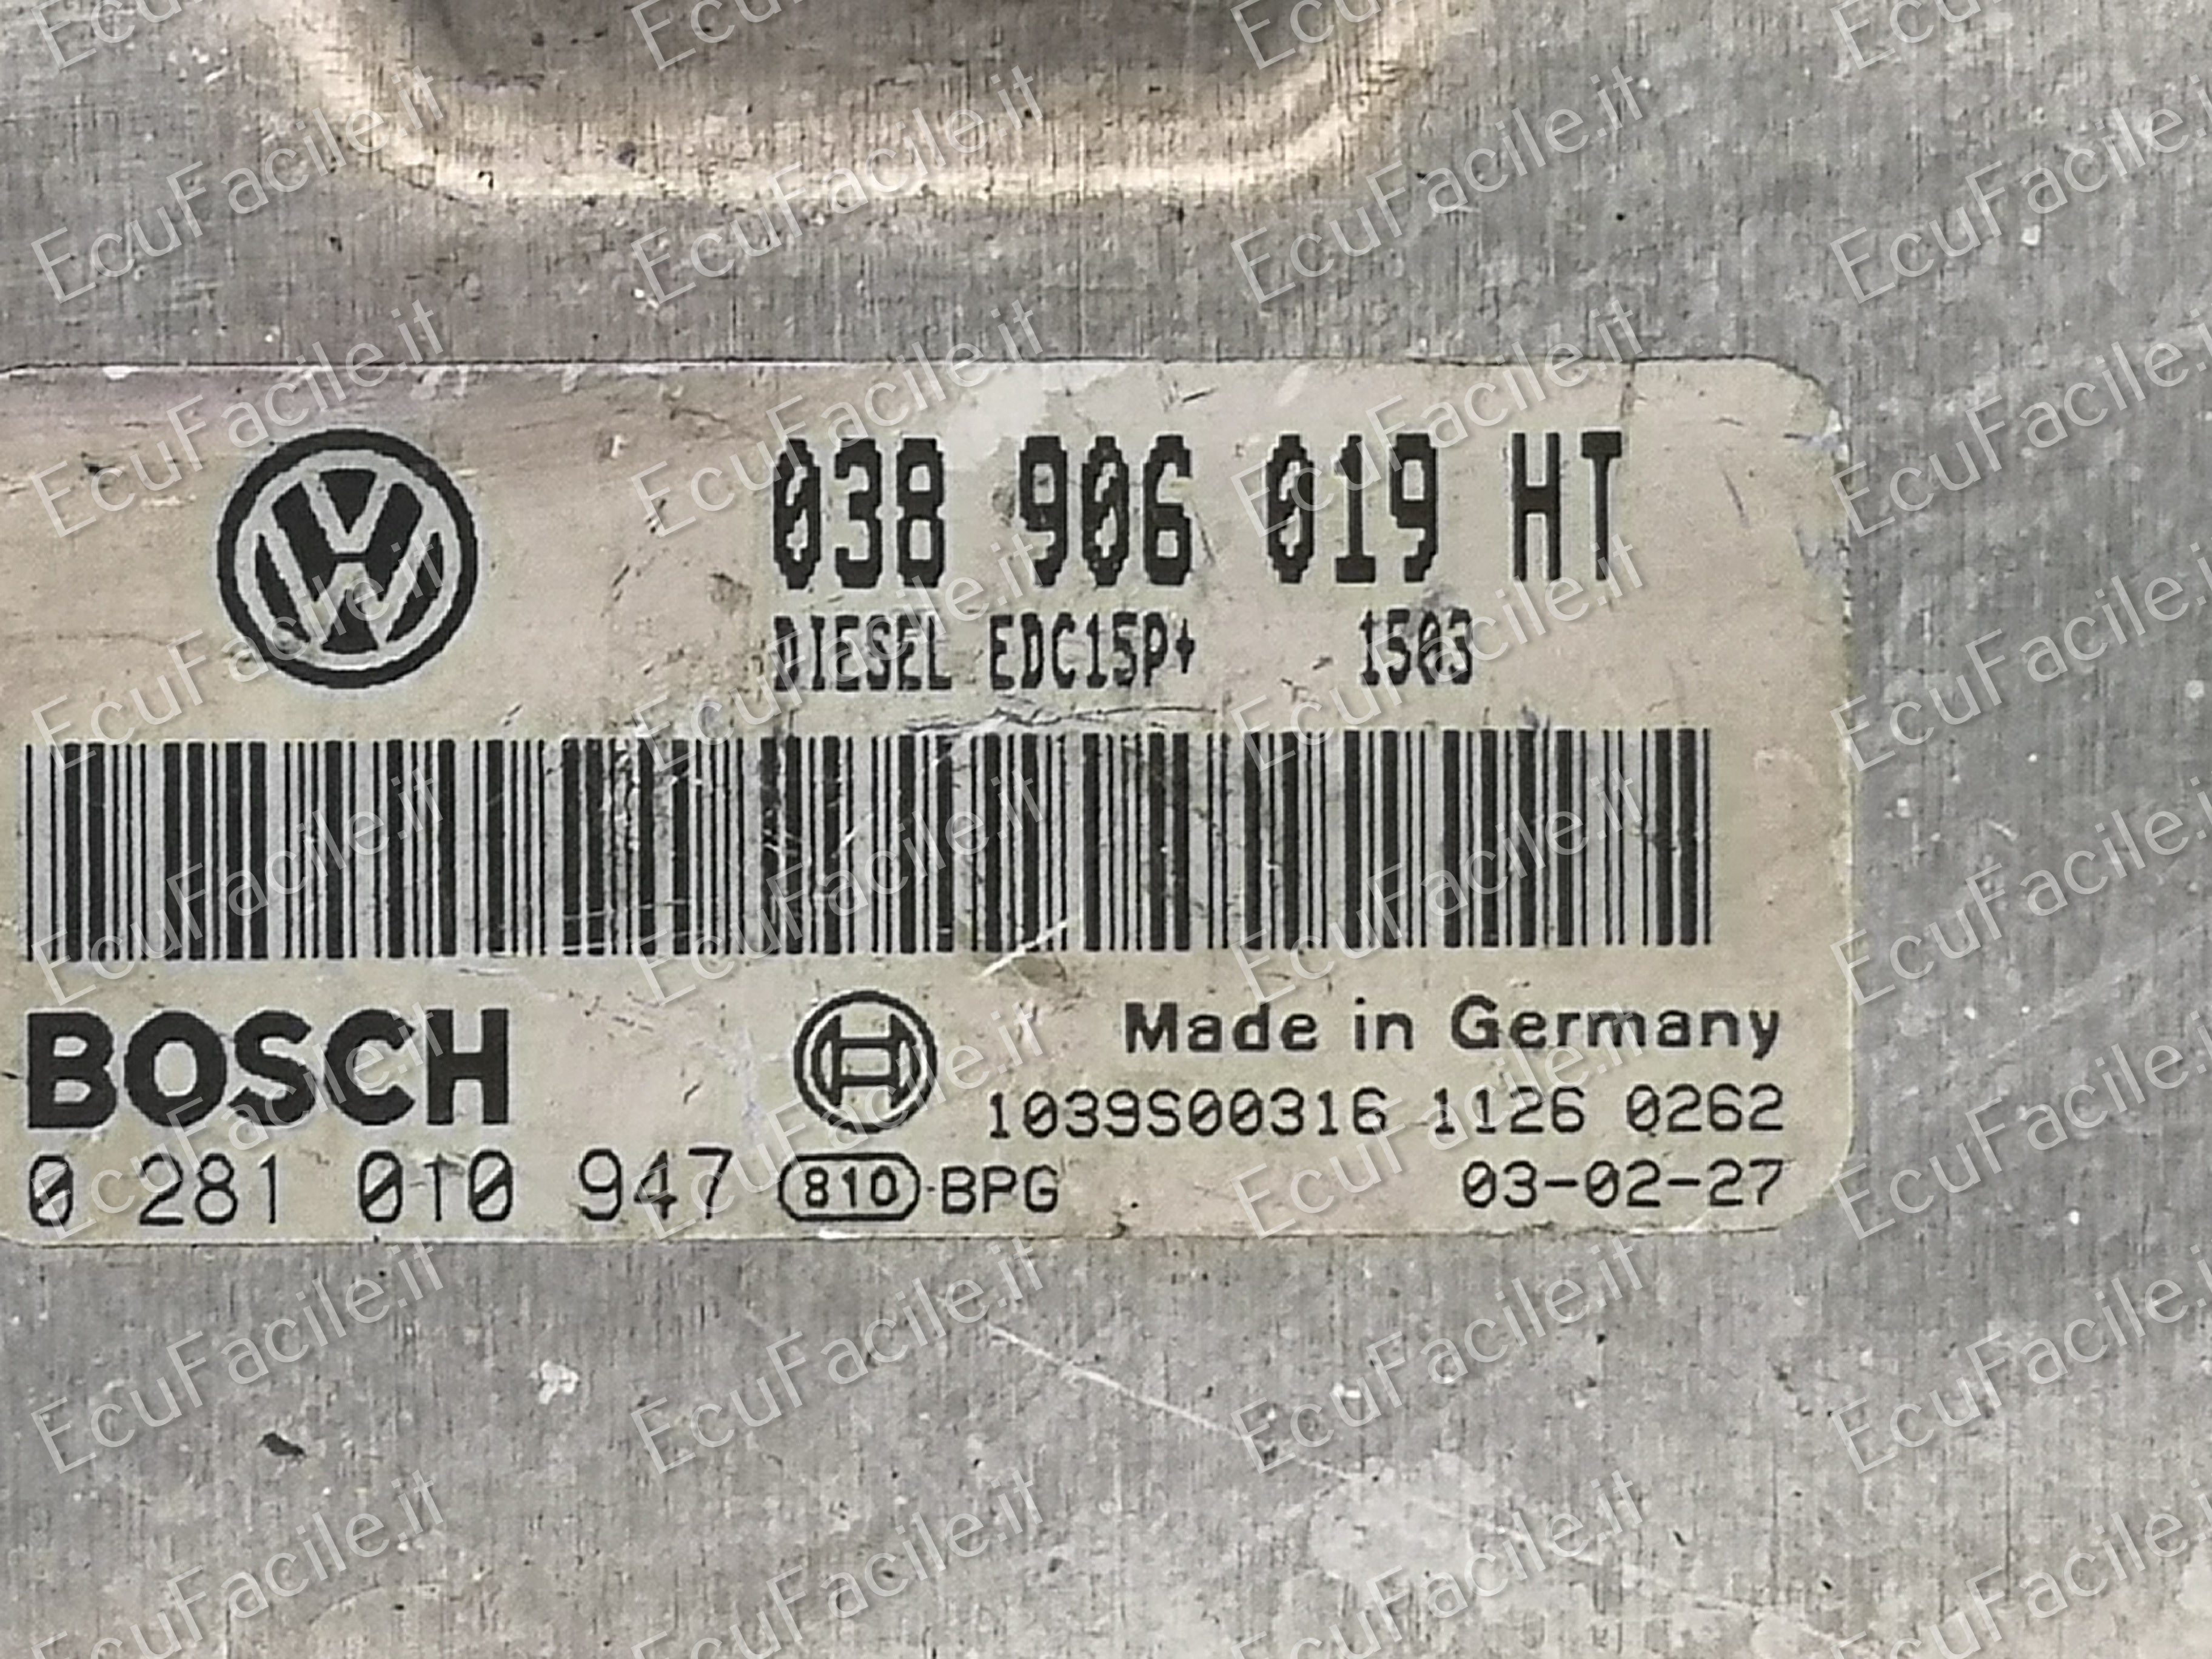 038 906 019 HT
DIESEL EDC15P+ 1503
BOSCH
Made in Germany
1039S00316 1126 0262
0 281 010 947 810 BPG 03-02-27
EcuFacile.it